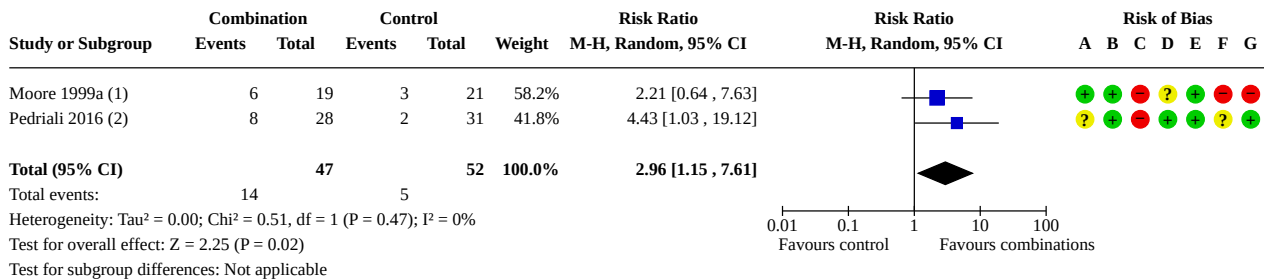 Combination Control Risk Ratio Risk Ratio Risk of Bias
Study or Subgroup Events Total Events Total Weight M-H, Random, 95% CI M-H, Random, 95% CI A B C D E F G
Moore 1999a (1) 6 19 3 21 58.2% 2.21 [0.64 , 7.63] + + − ? + − −
Pedriali 2016 (2) 8 28 2 31 41.8% 4.43 [1.03 , 19.12] ? + − + + ? +
Total (95% CI) 47 52 100.0% 2.96 [1.15 , 7.61]
Total events: 14 5
Heterogeneity: Tau² = 0.00; Chi² = 0.51, df = 1 (P = 0.47); I² = 0%
0.01 0.1 1 10 100
Test for overall effect: Z = 2.25 (P = 0.02) Favours control Favours combinations
Test for subgroup differences: Not applicable